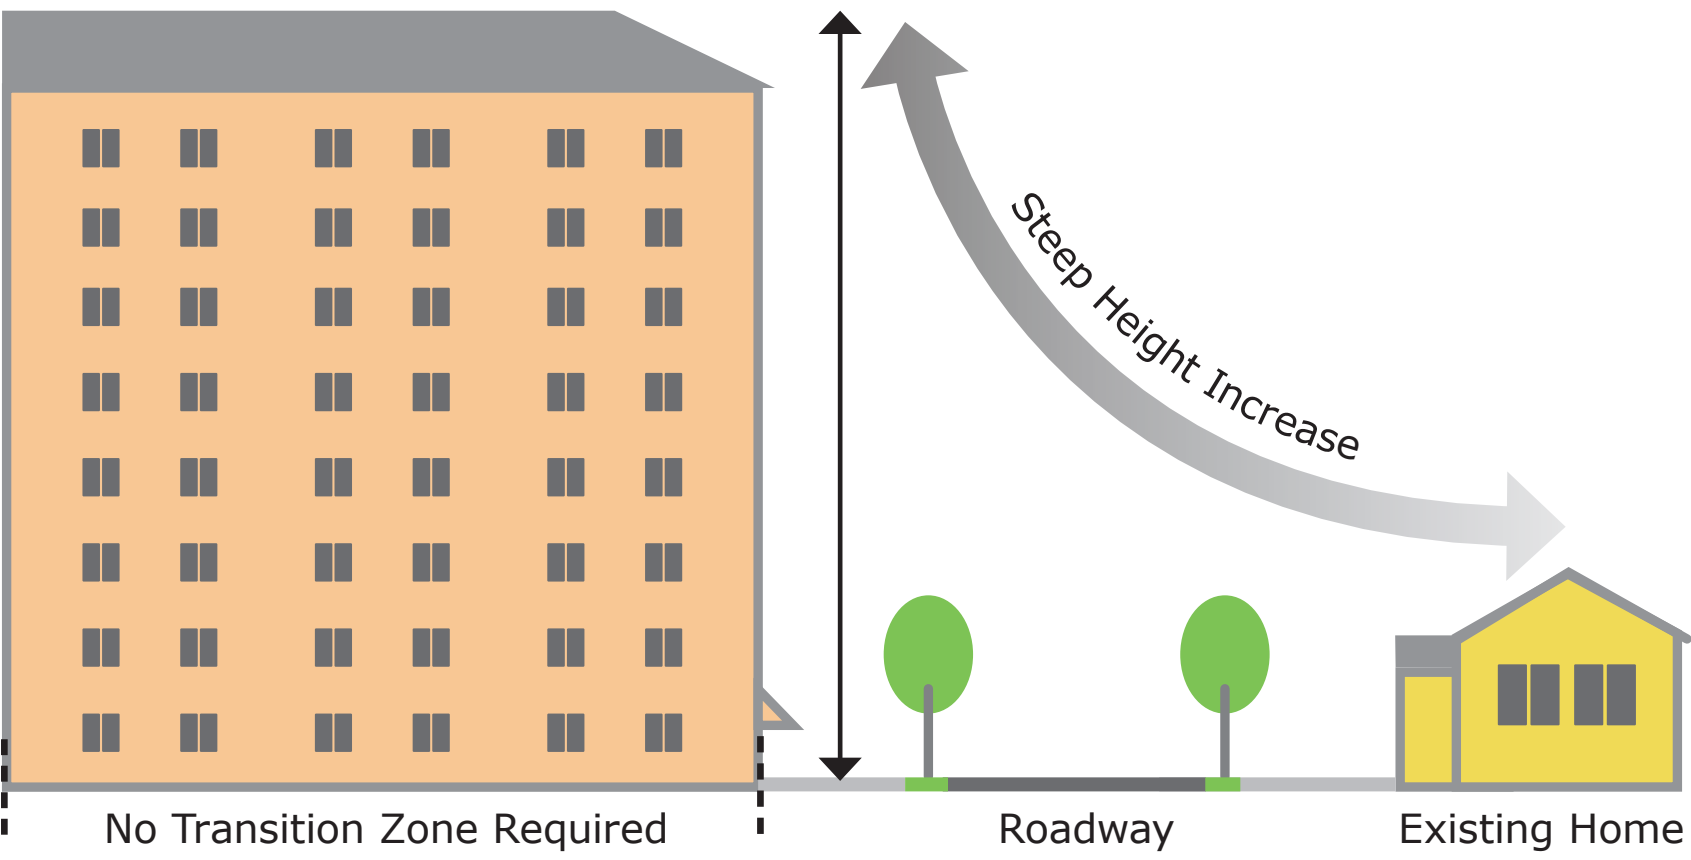 Steep Height Increase
No Transition Zone Required
Roadway
Existing Home